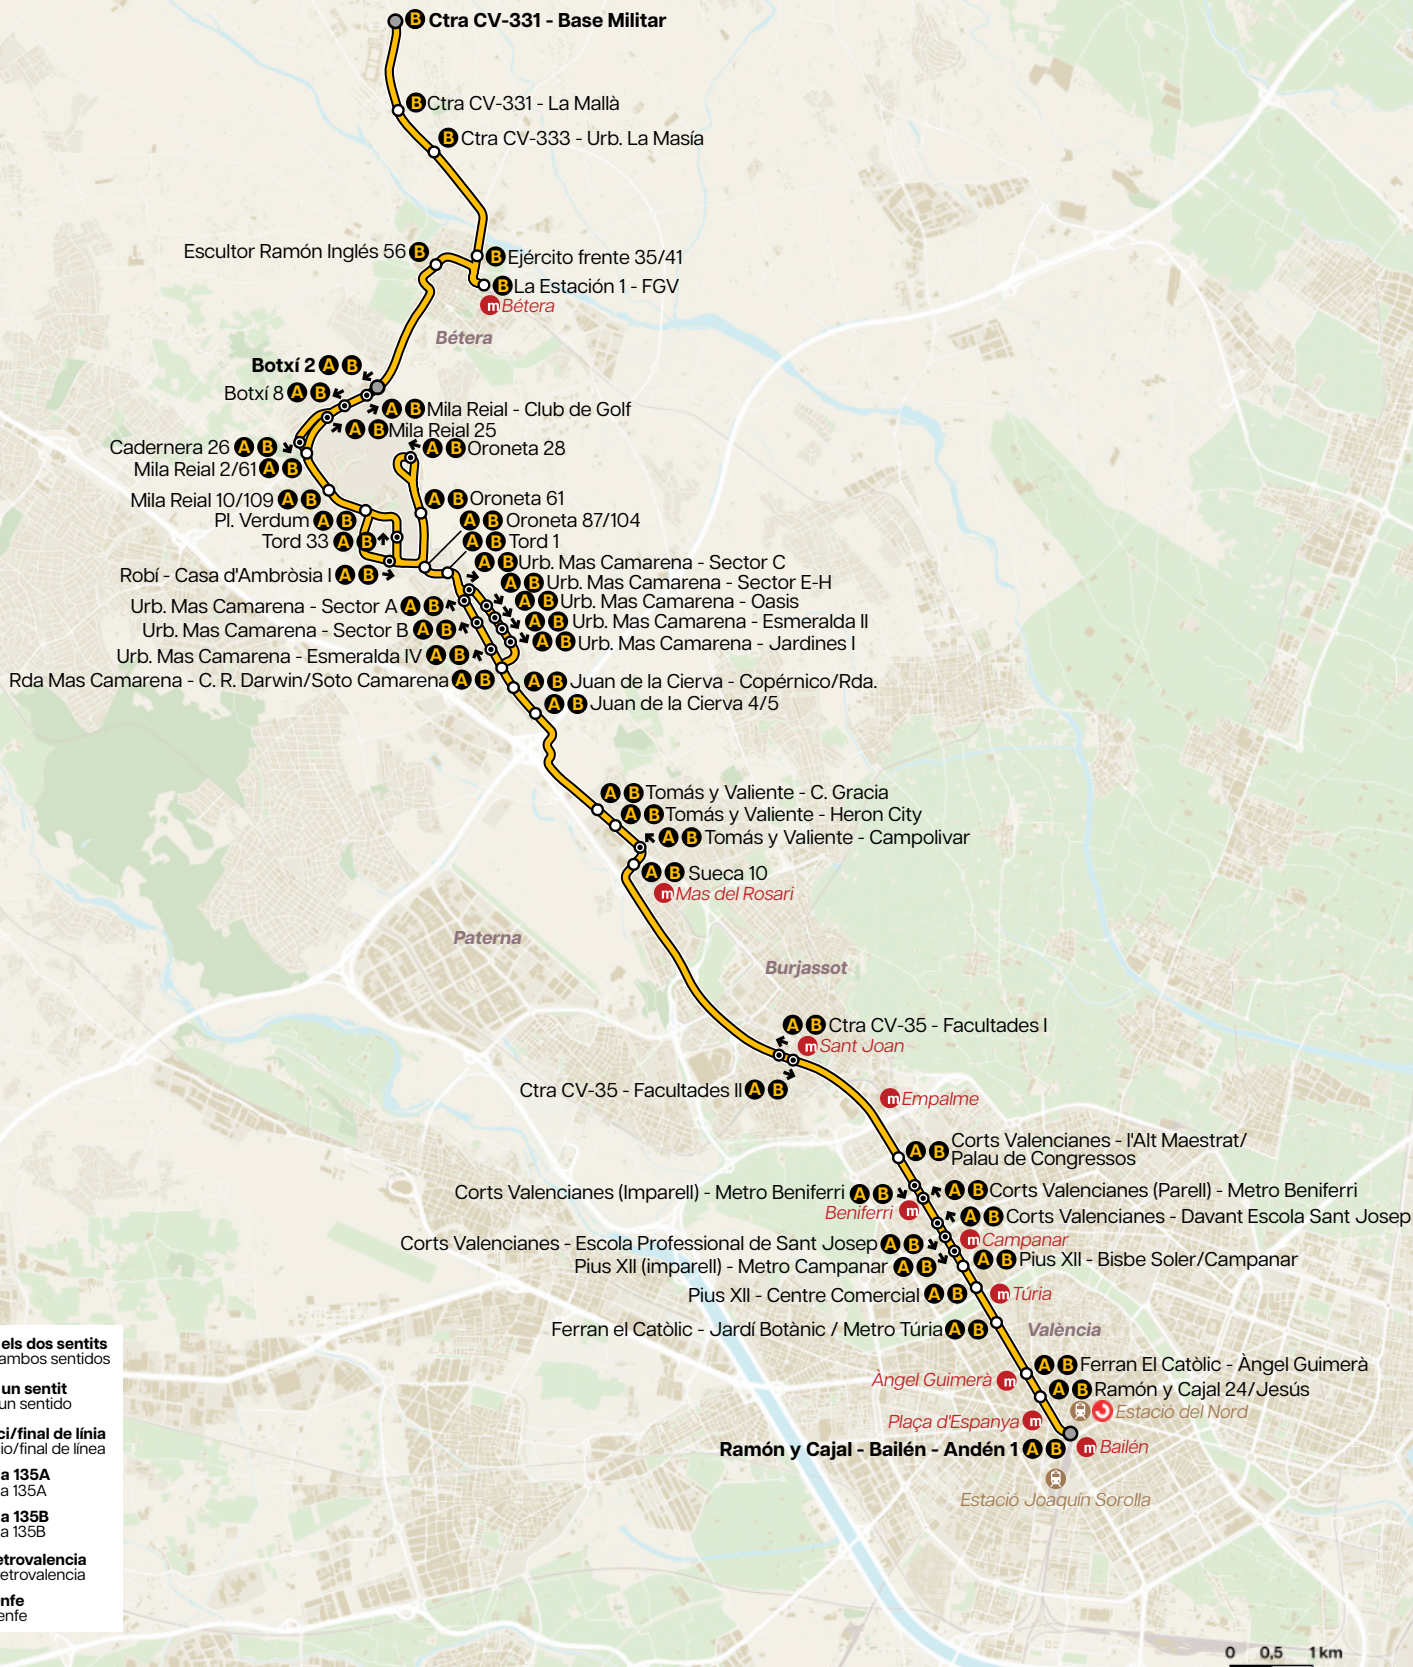 B Ctra CV-331 - Base Militar
B Ctra CV-331 - La Mallà
B Ctra CV-333 - Urb. La Masía
Escultor Ramón Inglés 56 B
B Ejército frente 35/41
B La Estación 1 - FGV
m Bétera
Bétera
Botxí 2 A B
Botxí 8 A B
A B Mila Reial - Club de Golf
A B Mila Reial 25
Cadernera 26 A B
A B Oroneta 28
Mila Reial 2/61 A B
Mila Reial 10/109 A B
A B Oroneta 61
Pl. Verdum A B
A B Oroneta 87/104
Tord 33 A B
A B Tord 1
A B Urb. Mas Camarena - Sector C
Robí - Casa d'Ambròsia I A B
A B Urb. Mas Camarena - Sector E-H
A B Urb. Mas Camarena - Oasis
Urb. Mas Camarena - Sector A A B
A B Urb. Mas Camarena - Esmeralda II
Urb. Mas Camarena - Sector B A B
A B Urb. Mas Camarena - Jardines I
Urb. Mas Camarena - Esmeralda IV A B
Rda Mas Camarena - C. R. Darwin/Soto Camarena A B
A B Juan de la Cierva - Copérnico/Rda.
A B Juan de la Cierva 4/5
A B Tomás y Valiente - C. Gracia
A B Tomás y Valiente - Heron City
A B Tomás y Valiente - Campolivar
A B Sueca 10
m Mas del Rosari
Paterna
Burjassot
A B Ctra CV-35 - Facultades I
m Sant Joan
Ctra CV-35 - Facultades II A B
m Empalme
A B Corts Valencianes - l'Alt Maestrat/
Palau de Congressos
Corts Valencianes (Imparell) - Metro Beniferri A B
A B Corts Valencianes (Parell) - Metro Beniferri
Beniferri m
A B Corts Valencianes - Davant Escola Sant Josep
m Campanar
Corts Valencianes - Escola Professional de Sant Josep A B
A B Pius XII - Bisbe Soler/Campanar
Pius XII (imparell) - Metro Campanar A B
Pius XII - Centre Comercial A B
m Túria
Ferran el Catòlic - Jardí Botànic / Metro Túria A B
València
A B Ferran El Catòlic - Àngel Guimerà
Àngel Guimerà m
A B Ramón y Cajal 24/Jesús
Estació del Nord
Plaça d'Espanya m
Ramón y Cajal - Bailén - Andén 1 A B
m Bailén
Estació Joaquín Sorolla
els dos sentits
ambos sentidos
un sentit
un sentido
ci/final de línia
io/final de línea
a 135A
a 135A
a 135B
a 135B
etrovalencia
etrovalencia
nfe
enfe
0 0,5 1 km